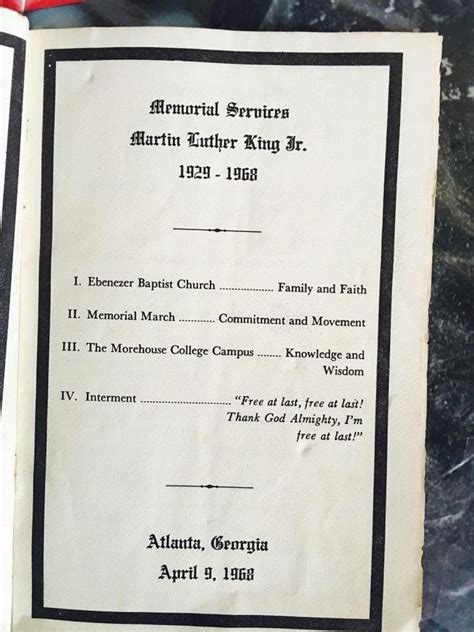 Memorial Services
Martin Luther King Jr.
1929 - 1968
I. Ebenezer Baptist Church .................. Family and Faith
II. Memorial March ............ Commitment and Movement
III. The Morehouse College Campus ........ Knowledge and
Wisdom
IV. Interment ............................... “Free at last, free at last!
Thank God Almighty, I’m
free at last!”
Atlanta, Georgia
April 9, 1968